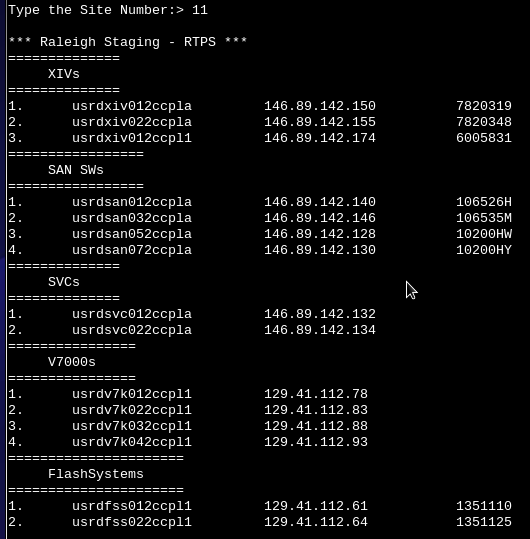 Type the Site Number:> 11
*** Raleigh Staging - RTPS ***
==============
XIVs
==============
1. usrdxiv012ccpla 146.89.142.150 7820319
2. usrdxiv022ccpla 146.89.142.155 7820348
3. usrdxiv012ccpl1 146.89.142.174 6005831
=================
SAN SWs
=================
1. usrdsan012ccpla 146.89.142.140 106526H
2. usrdsan032ccpla 146.89.142.146 106535M
3. usrdsan052ccpla 146.89.142.128 10200HW
4. usrdsan072ccpla 146.89.142.130 10200HY
==============
SVCs
==============
1. usrdsvc012ccpla 146.89.142.132
2. usrdsvc022ccpla 146.89.142.134
================
V7000s
================
1. usrdv7k012ccpl1 129.41.112.78
2. usrdv7k022ccpl1 129.41.112.83
3. usrdv7k032ccpl1 129.41.112.88
4. usrdv7k042ccpl1 129.41.112.93
======================
FlashSystems
======================
1. usrdfss012ccpl1 129.41.112.61 1351110
2. usrdfss022ccpl1 129.41.112.64 1351125